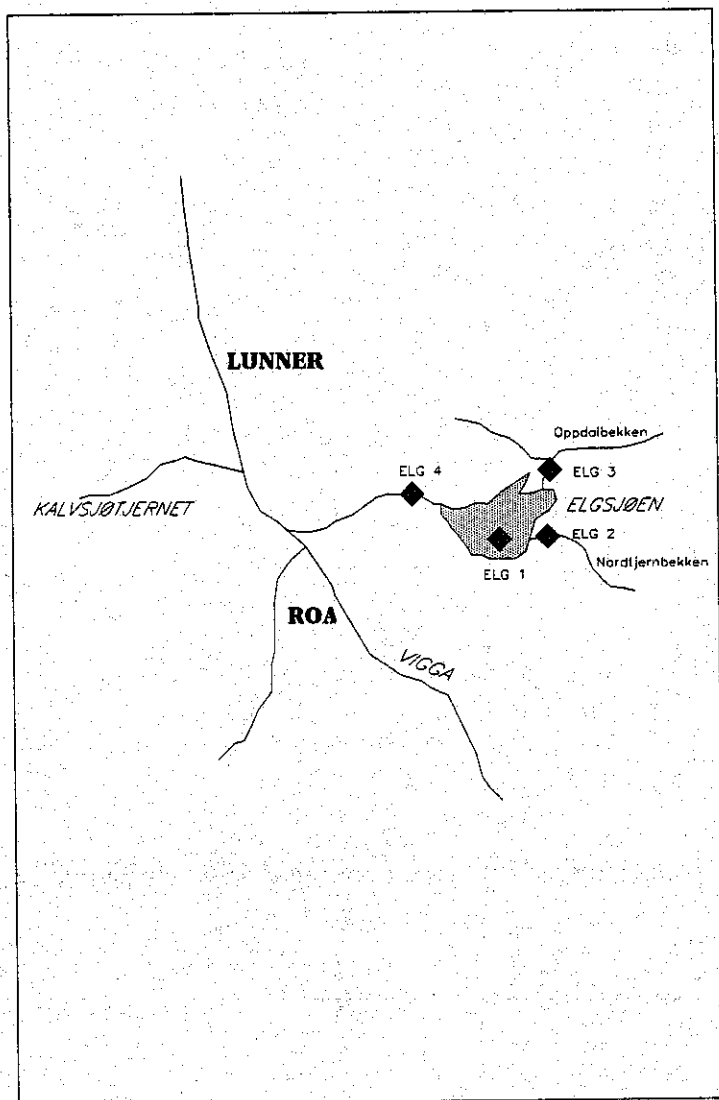 LUNNER
Oppdalbekken
ELG 4
ELG 3
KALVSJØTJERNET
ELGSJØEN
ELG 2
ELG 1
Nordtjernbekken
ROA
VIGGA